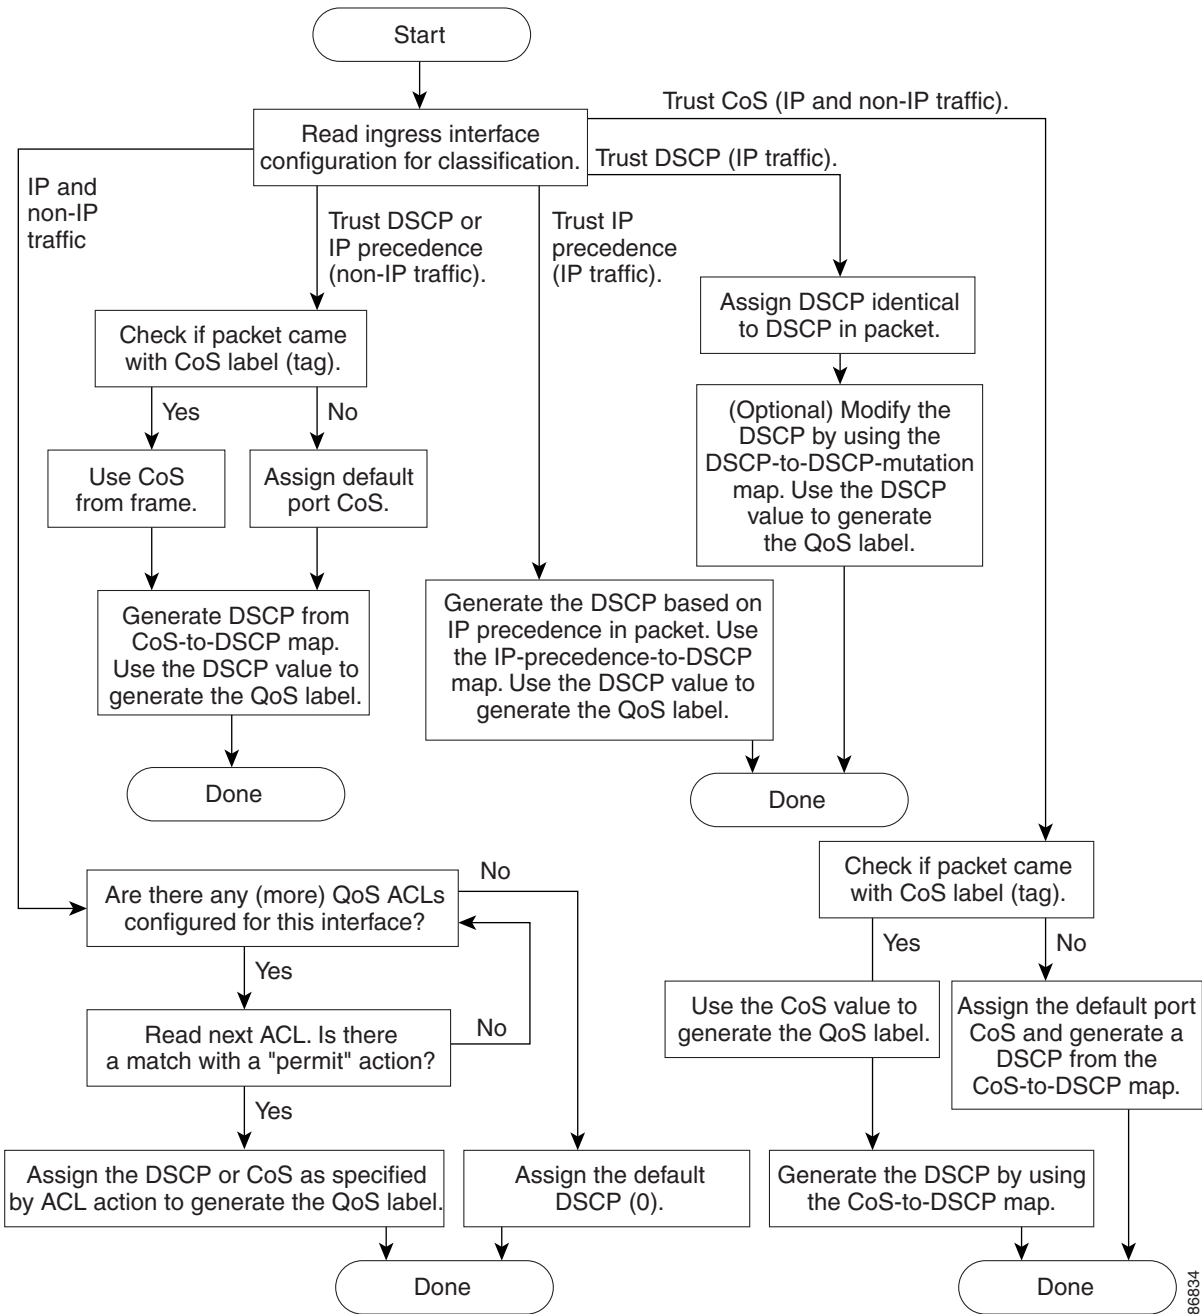 Start
Trust CoS (IP and non-IP traffic).
Read ingress interface
configuration for classification.
Trust DSCP (IP traffic).
IP and
non-IP
traffic
Trust DSCP or
IP precedence
(non-IP traffic).
Trust IP
precedence
(IP traffic).
Assign DSCP identical
to DSCP in packet.
Check if packet came
with CoS label (tag).
(Optional) Modify the
DSCP by using the
DSCP-to-DSCP-mutation
map. Use the DSCP
value to generate
the QoS label.
Yes
No
Use CoS
from frame.
Assign default
port CoS.
Generate DSCP from
CoS-to-DSCP map.
Use the DSCP value to
generate the QoS label.
Generate the DSCP based on
IP precedence in packet. Use
the IP-precedence-to-DSCP
map. Use the DSCP value to
generate the QoS label.
Done
Done
Are there any (more) QoS ACLs
configured for this interface?
No
Check if packet came
with CoS label (tag).
Yes
Yes
No
Read next ACL. Is there
a match with a "permit" action?
No
Use the CoS value to
generate the QoS label.
Assign the default port
CoS and generate a
DSCP from the
CoS-to-DSCP map.
Yes
Assign the DSCP or CoS as specified
by ACL action to generate the QoS label.
Assign the default
DSCP (0).
Generate the DSCP by using
the CoS-to-DSCP map.
Done
Done
86834